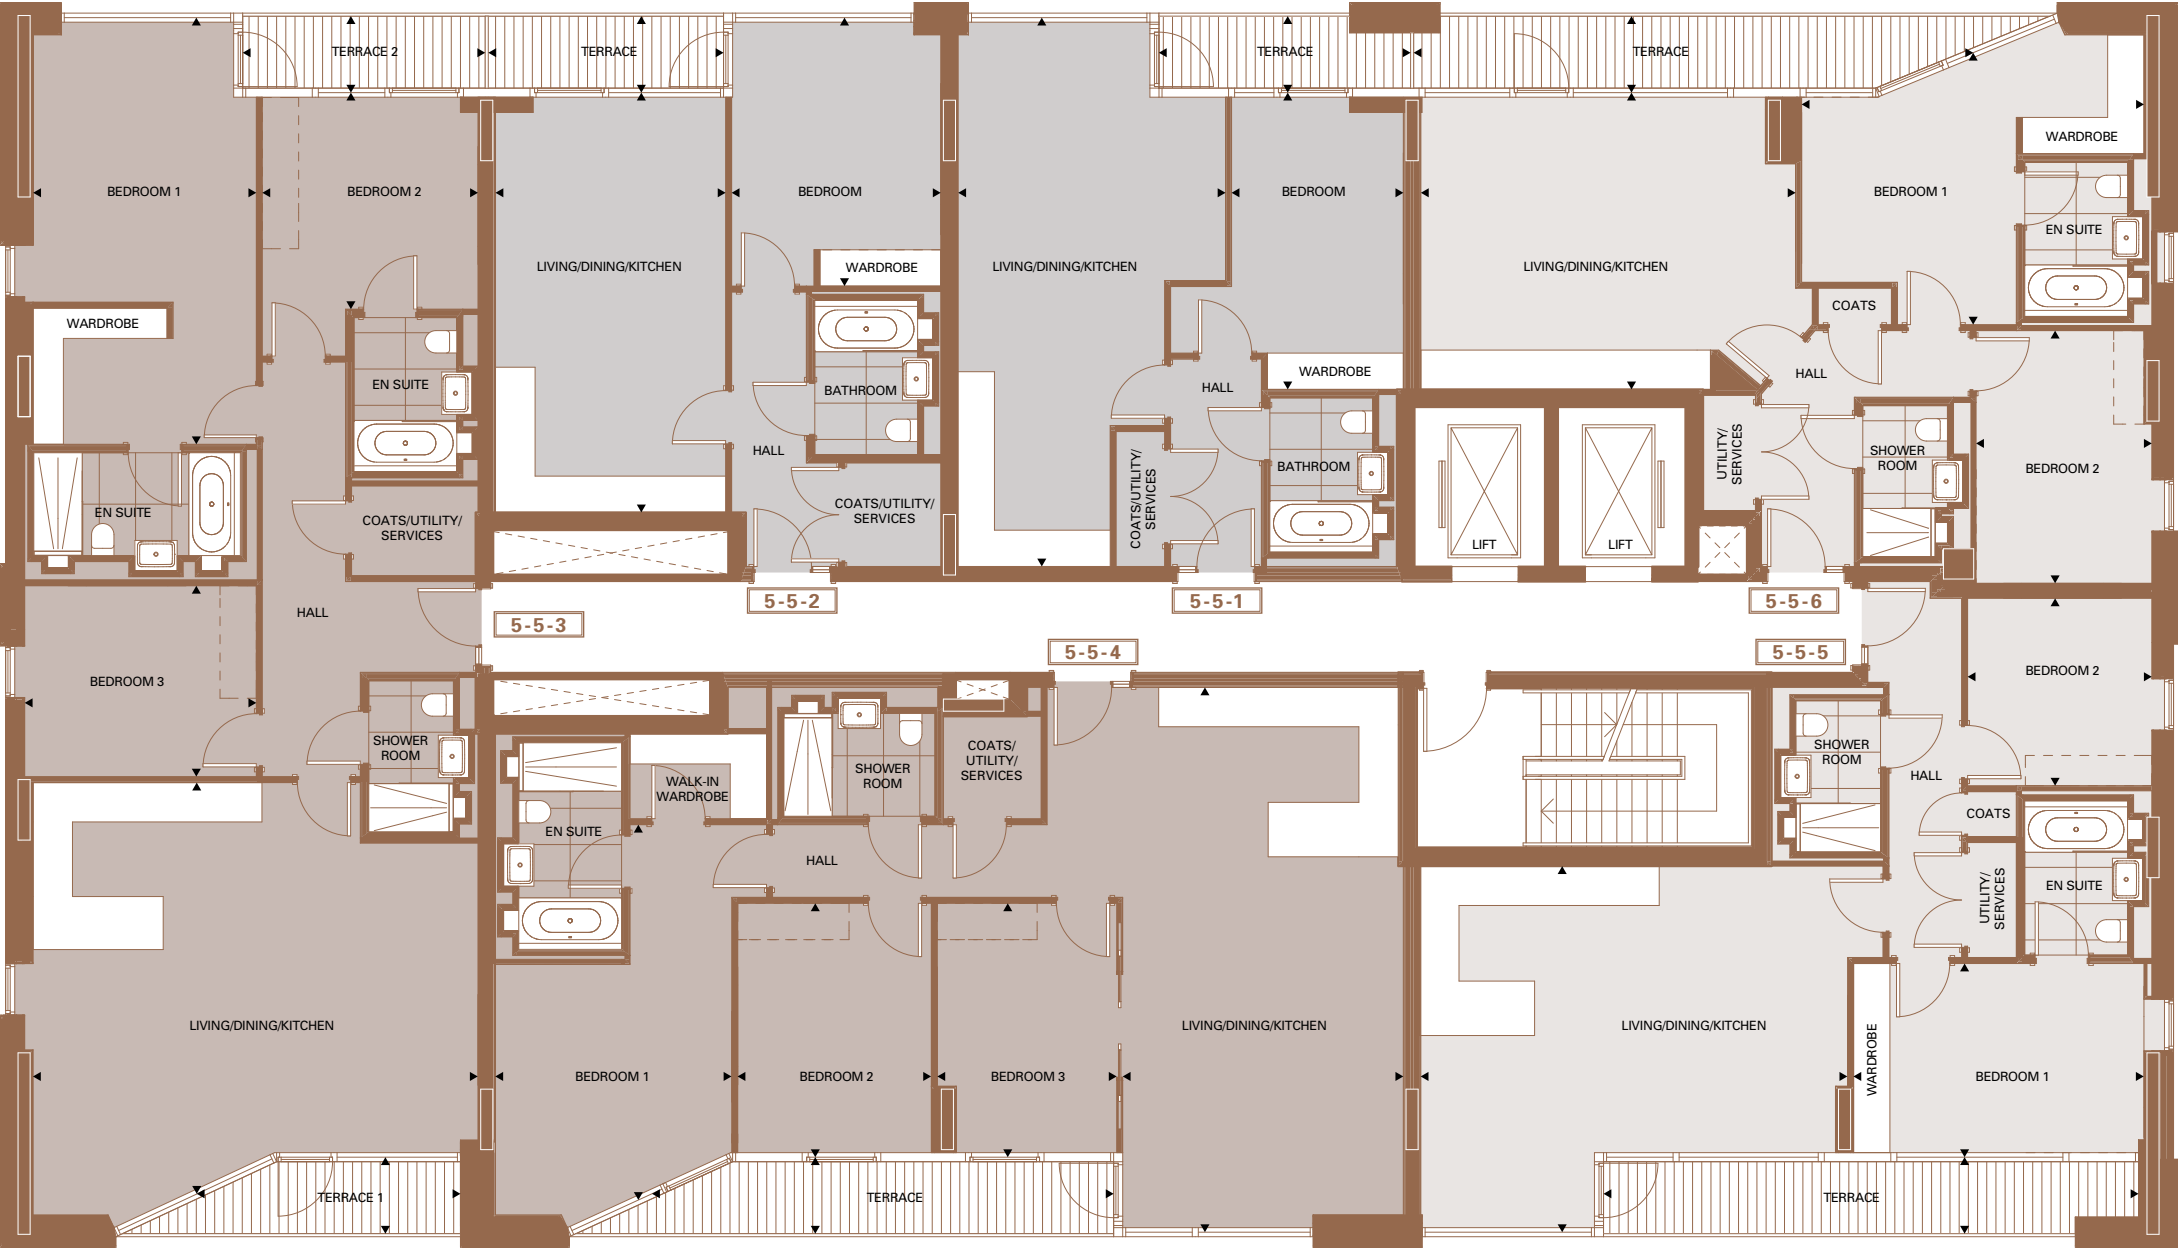 TERRACE 2
TERRACE
TERRACE
TERRACE
WARDROBE
BEDROOM 1
BEDROOM 2
BEDROOM
BEDROOM
BEDROOM 1
EN SUITE
LIVING/DINING/KITCHEN
WARDROBE
LIVING/DINING/KITCHEN
LIVING/DINING/KITCHEN
COATS
WARDROBE
EN SUITE
BATHROOM
HALL
WARDROBE
HALL
HALL
BATHROOM
UTILITY/
SERVICES
SHOWER
ROOM
BEDROOM 2
EN SUITE
COATS/UTILITY/
SERVICES
COATS/UTILITY/
SERVICES
COATS/UTILITY/
SERVICES
LIFT
LIFT
HALL
5-5-3
5-5-2
5-5-1
5-5-6
5-5-4
5-5-5
BEDROOM 3
BEDROOM 2
SHOWER
ROOM
WALK-IN
WARDROBE
SHOWER
ROOM
COATS/
UTILITY/
SERVICES
SHOWER
ROOM
HALL
EN SUITE
HALL
COATS
UTILITY/
SERVICES
EN SUITE
LIVING/DINING/KITCHEN
LIVING/DINING/KITCHEN
LIVING/DINING/KITCHEN
BEDROOM 1
BEDROOM 2
BEDROOM 3
WARDROBE
BEDROOM 1
TERRACE 1
TERRACE
TERRACE